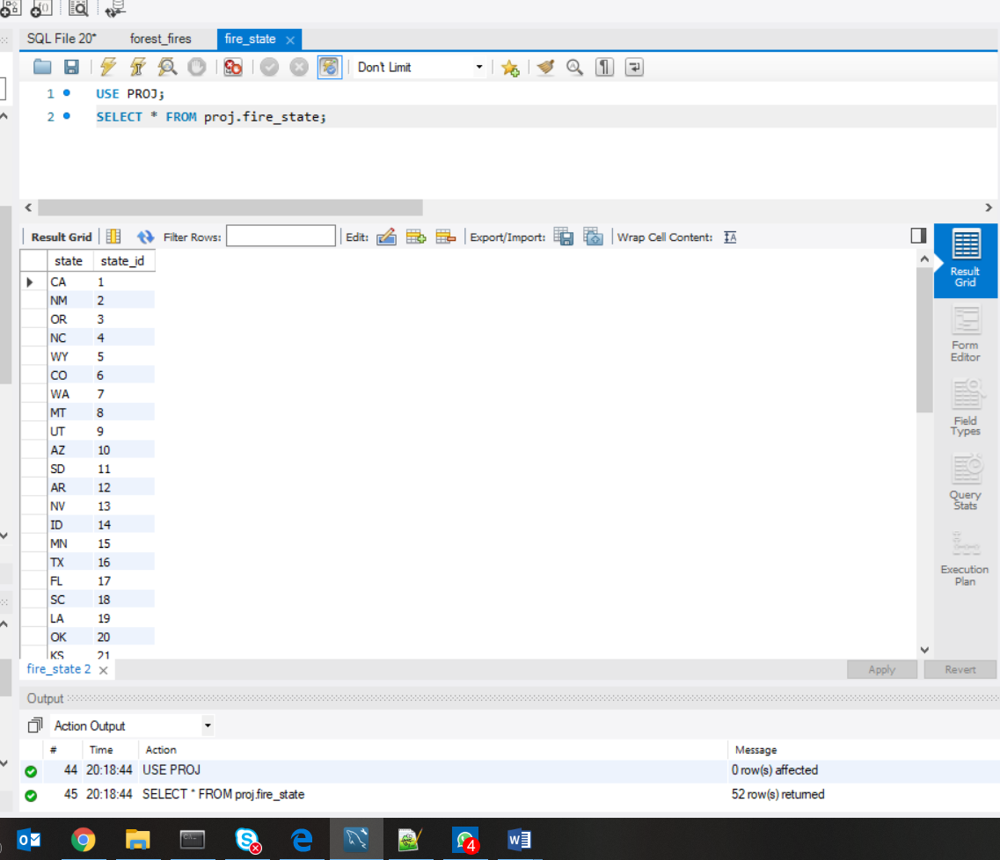 SQL File 20* forest_fires fire_state
Don't Limit
1 USE PROJ;
2 SELECT * FROM proj.fire_state;
Result Grid Filter Rows: Edit: Export/Import: Wrap Cell Content:
state state_id
CA 1
NM 2
OR 3
NC 4
WY 5
CO 6
WA 7
MT 8
UT 9
AZ 10
SD 11
AR 12
NV 13
ID 14
MN 15
TX 16
FL 17
SC 18
LA 19
OK 20
KS 21
Result
Grid
Form
Editor
Field
Types
Query
Stats
Execution
Plan
fire_state 2 Apply Revert
Output
Action Output
# Time Action Message
44 20:18:44 USE PROJ 0 row(s) affected
45 20:18:44 SELECT * FROM proj.fire_state 52 row(s) returned
4